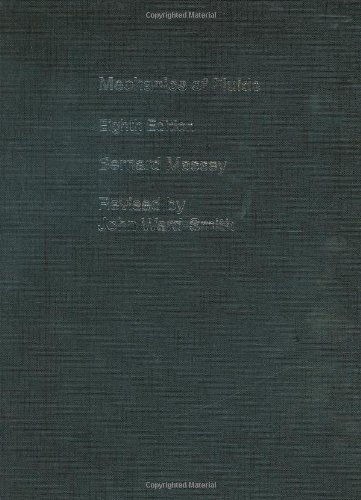 Mechanics of Fluids
Eighth Edition
Bernard Massey
Revised by
John Ward-Smith